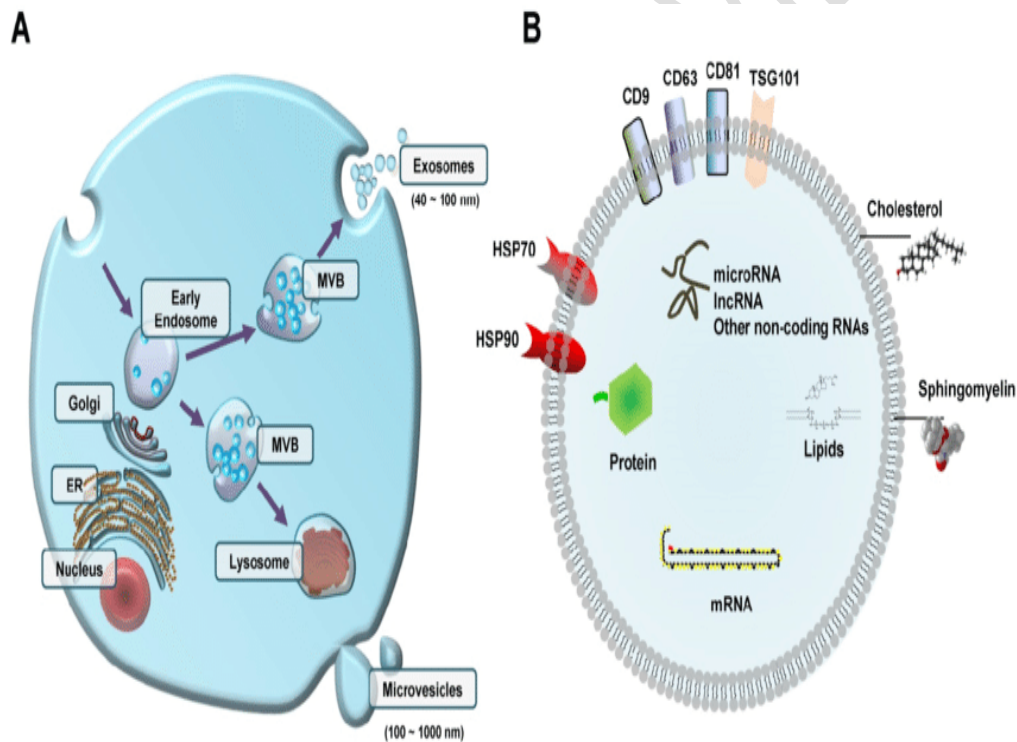 A
Exosomes
(40 ~ 100 nm)
MVB
Early
Endosome
Golgi
MVB
ER
Lysosome
Nucleus
Microvesicles
(100 ~ 1000 nm)
B
CD9
CD63
CD81
TSG101
Cholesterol
HSP70
microRNA
lncRNA
Other non-coding RNAs
HSP90
Sphingomyelin
Protein
Lipids
mRNA